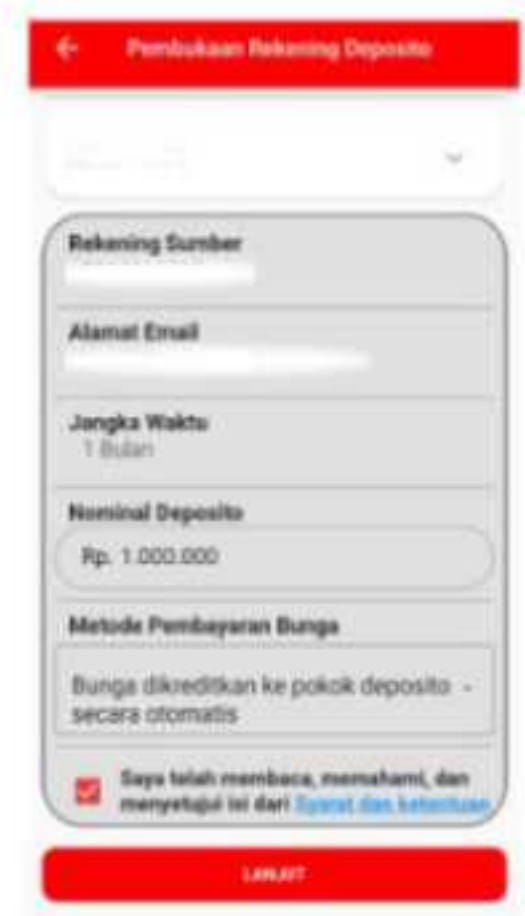 Pembukaan Rekening Deposito
Rekening Sumber
Alamat Email
Jangka Waktu
1 Bulan
Nominal Deposito
Rp. 1.000.000
Metode Pembayaran Bunga
Bunga dikreditkan ke pokok deposito -
secara otomatis
Saya telah membaca, memahami, dan
menyetujui isi dari Syarat dan ketentuan
LANJUT